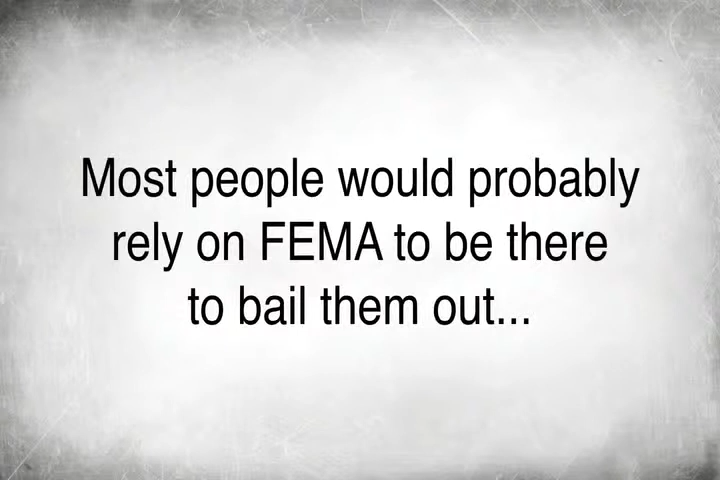 Most people would probably
rely on FEMA to be there
to bail them out...